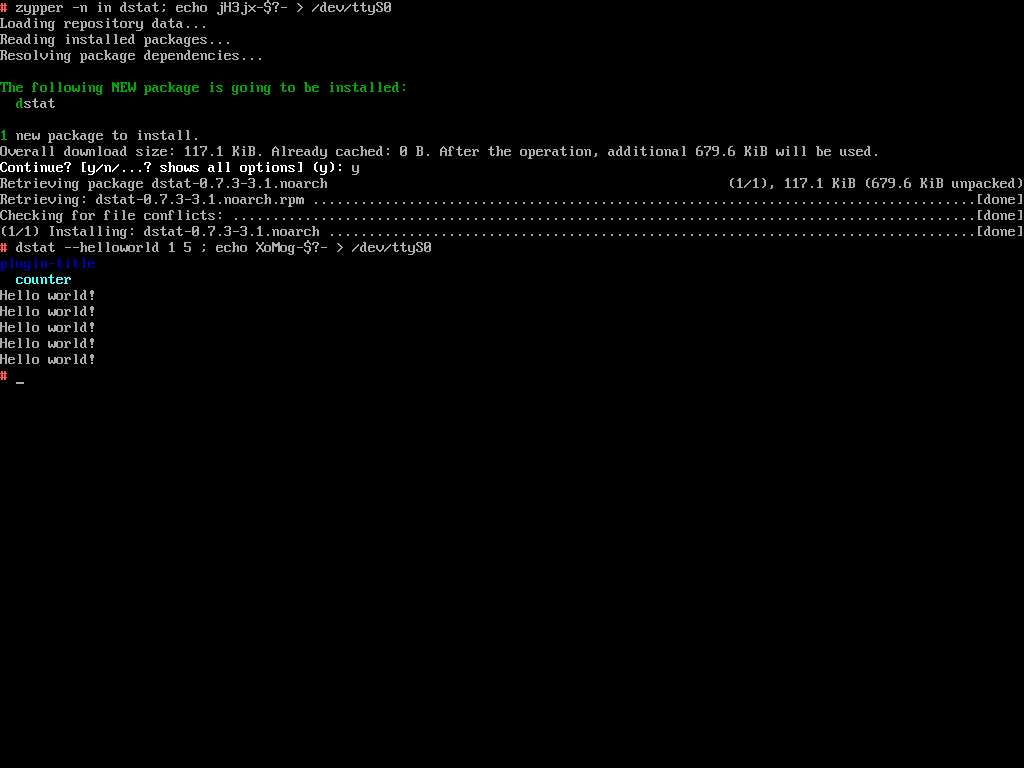 # zypper -n in dstat; echo jH3jx-$?- > /dev/ttyS0
Loading repository data...
Reading installed packages...
Resolving package dependencies...
The following NEW package is going to be installed:
  dstat
1 new package to install.
Overall download size: 117.1 KiB. Already cached: 0 B. After the operation, additional 679.6 KiB will be used.
Continue? [y/n/...? shows all options] (y): y
Retrieving package dstat-0.7.3-3.1.noarch (1/1), 117.1 KiB (679.6 KiB unpacked)
Retrieving: dstat-0.7.3-3.1.noarch.rpm ...................................................................................[done]
Checking for file conflicts: .............................................................................................[done]
(1/1) Installing: dstat-0.7.3-3.1.noarch .................................................................................[done]
# dstat --helloworld 1 5 ; echo XoMog-$?- > /dev/ttyS0
plugin-title
  counter
Hello world!
Hello world!
Hello world!
Hello world!
Hello world!
# _